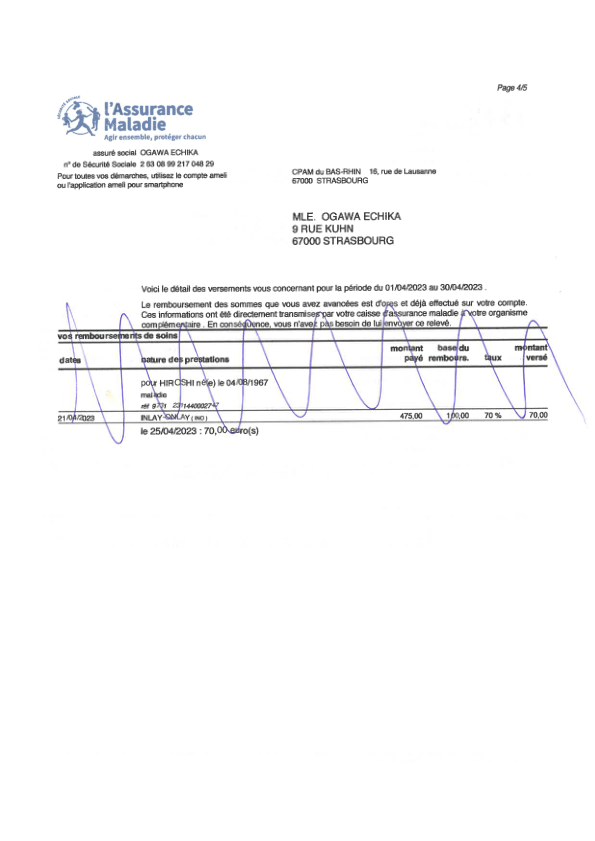 Page 4/5
SÉCURITÉ SOCIALE
l'Assurance
Maladie
Agir ensemble, protéger chacun
assuré social OGAWA ECHIKA
n° de Sécurité Sociale 2 63 08 99 217 048 29
Pour toutes vos démarches, utilisez le compte ameli
ou l'application ameli pour smartphone
CPAM du BAS-RHIN 16, rue de Lausanne
67000 STRASBOURG
MLE. OGAWA ECHIKA
9 RUE KUHN
67000 STRASBOURG
Voici le détail des versements vous concernant pour la période du 01/04/2023 au 30/04/2023 .
Le remboursement des sommes que vous avez avancées est d'ores et déjà effectué sur votre compte.
Ces informations ont été directement transmises par votre caisse d'assurance maladie à votre organisme
complémentaire . En conséquence, vous n'avez pas besoin de lui envoyer ce relevé.
vos remboursements de soins
dates nature des prestations montant payé base du rembours. taux montant versé
pour HIROSHI né(e) le 04/08/1967
maladie
réf 9771
21/04/2023 INLAY-ONLAY ( INO ) 475,00 100,00 70 % 70,00
le 25/04/2023 : 70,00 euro(s)